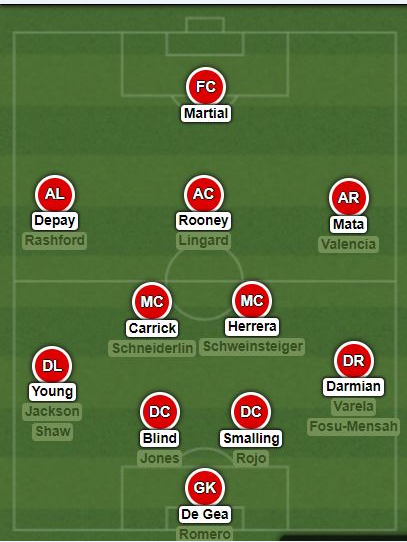 FC
Martial
AL
AC
AR
Depay
Rooney
Mata
Rashford
Lingard
Valencia
MC
MC
Carrick
Herrera
Schneiderlin
Schweinsteiger
DL
DR
Young
Darmian
Jackson
Varela
Shaw
Fosu-Mensah
DC
DC
Blind
Smalling
Jones
Rojo
GK
De Gea
Romero